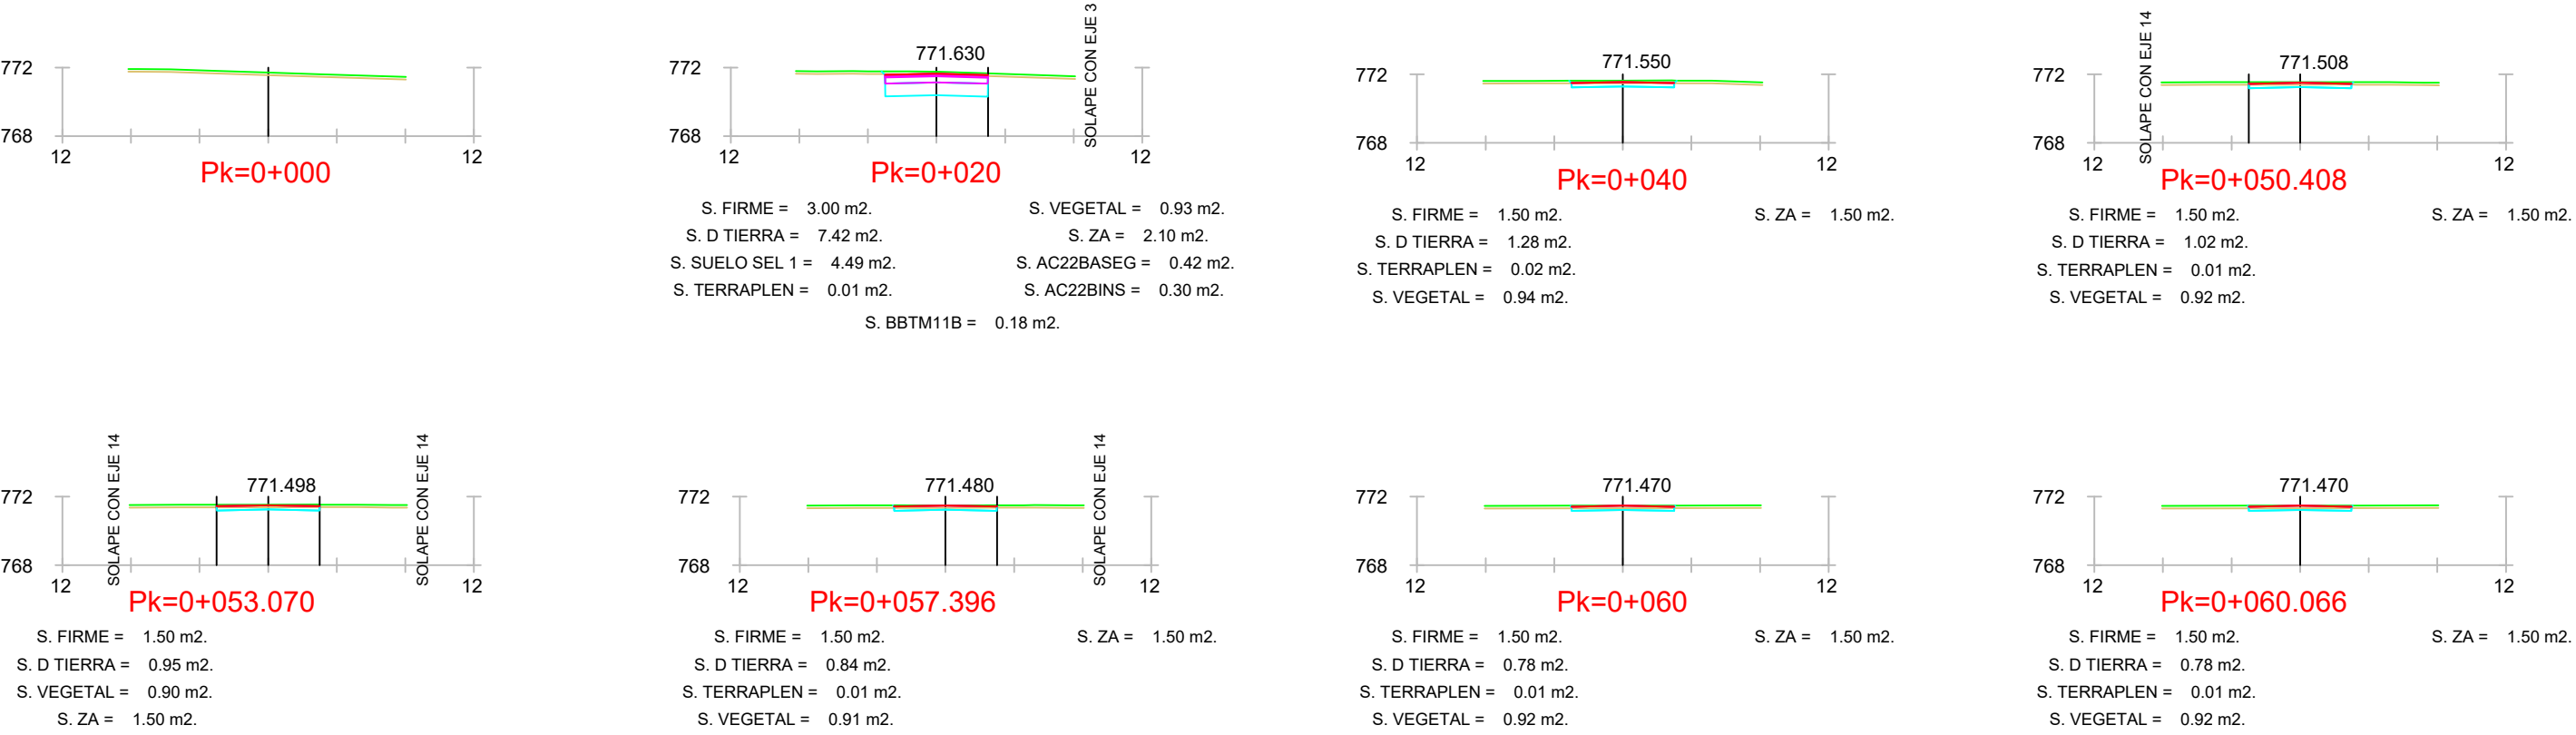 772
768
12
12
Pk=0+000
SOLAPE CON EJE 3
771.630
772
768
12
12
Pk=0+020
S. FIRME = 3.00 m2.
S. VEGETAL = 0.93 m2.
S. D TIERRA = 7.42 m2.
S. ZA = 2.10 m2.
S. SUELO SEL 1 = 4.49 m2.
S. AC22BASEG = 0.42 m2.
S. TERRAPLEN = 0.01 m2.
S. AC22BINS = 0.30 m2.
S. BBTM11B = 0.18 m2.
771.550
772
768
12
12
Pk=0+040
S. FIRME = 1.50 m2.
S. ZA = 1.50 m2.
S. D TIERRA = 1.28 m2.
S. TERRAPLEN = 0.02 m2.
S. VEGETAL = 0.94 m2.
SOLAPE CON EJE 14
771.508
772
768
12
12
Pk=0+050.408
S. FIRME = 1.50 m2.
S. ZA = 1.50 m2.
S. D TIERRA = 1.02 m2.
S. TERRAPLEN = 0.01 m2.
S. VEGETAL = 0.92 m2.
SOLAPE CON EJE 14
SOLAPE CON EJE 14
771.498
772
768
12
12
Pk=0+053.070
S. FIRME = 1.50 m2.
S. D TIERRA = 0.95 m2.
S. VEGETAL = 0.90 m2.
S. ZA = 1.50 m2.
SOLAPE CON EJE 14
771.480
772
768
12
12
Pk=0+057.396
S. FIRME = 1.50 m2.
S. ZA = 1.50 m2.
S. D TIERRA = 0.84 m2.
S. TERRAPLEN = 0.01 m2.
S. VEGETAL = 0.91 m2.
771.470
772
768
12
12
Pk=0+060
S. FIRME = 1.50 m2.
S. ZA = 1.50 m2.
S. D TIERRA = 0.78 m2.
S. TERRAPLEN = 0.01 m2.
S. VEGETAL = 0.92 m2.
771.470
772
768
12
12
Pk=0+060.066
S. FIRME = 1.50 m2.
S. ZA = 1.50 m2.
S. D TIERRA = 0.78 m2.
S. TERRAPLEN = 0.01 m2.
S. VEGETAL = 0.92 m2.